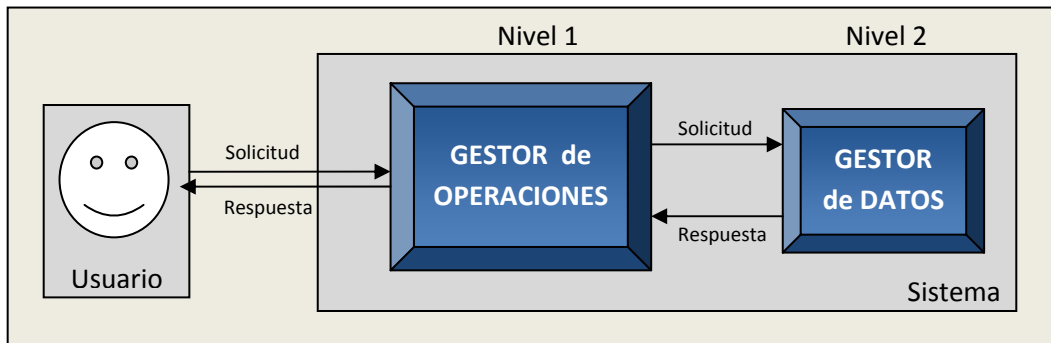 Nivel 1
Nivel 2
Solicitud
Respuesta
Usuario
GESTOR de
OPERACIONES
Solicitud
Respuesta
GESTOR
de DATOS
Sistema